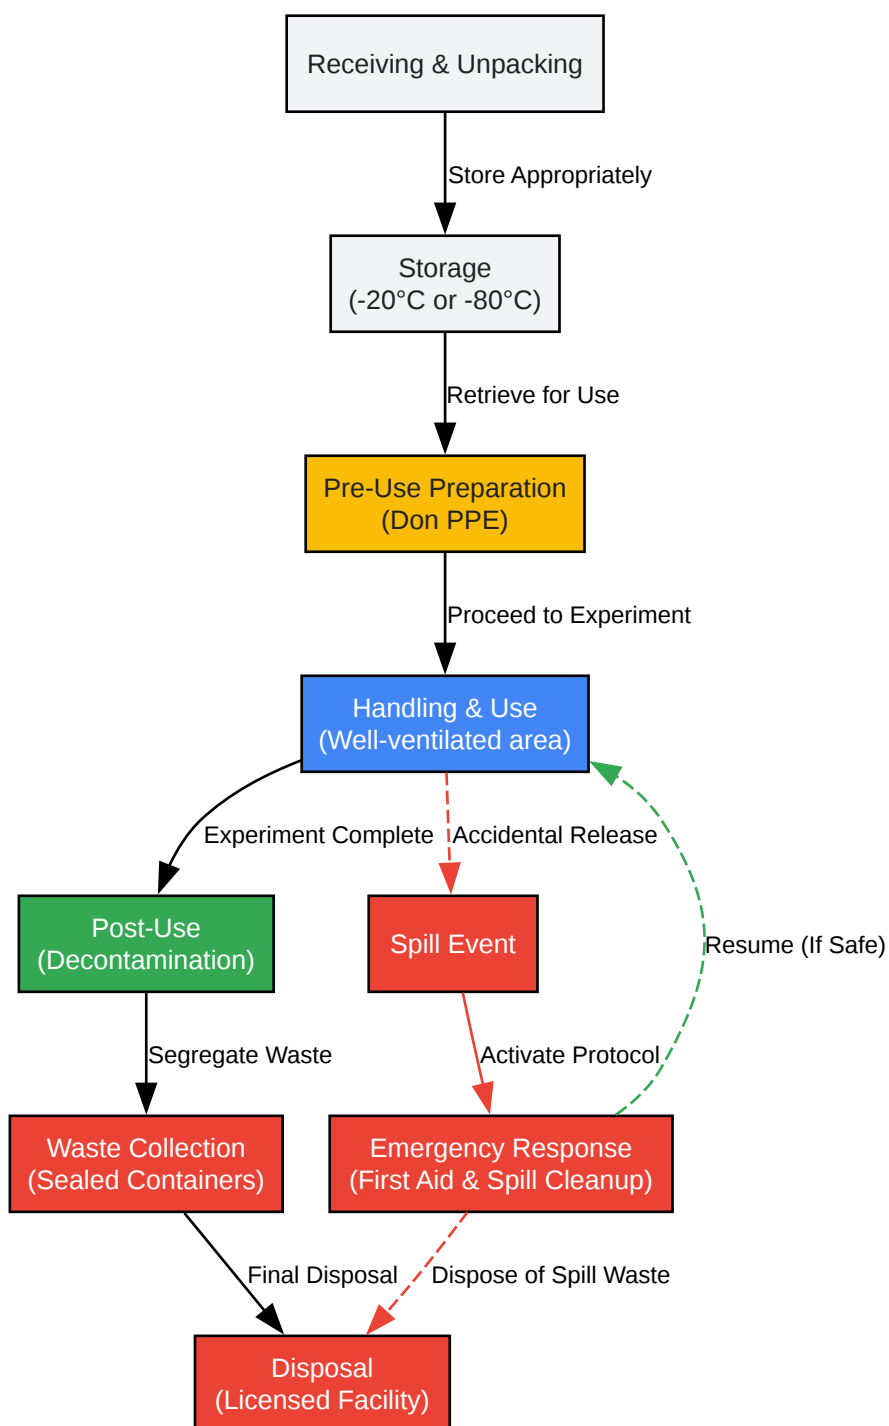 Receiving & Unpacking
Store Appropriately
Storage
(-20°C or -80°C)
Retrieve for Use
Pre-Use Preparation
(Don PPE)
Proceed to Experiment
Handling & Use
(Well-ventilated area)
Experiment Complete
Accidental Release
Post-Use
(Decontamination)
Spill Event
Resume (If Safe)
Segregate Waste
Activate Protocol
Waste Collection
(Sealed Containers)
Emergency Response
(First Aid & Spill Cleanup)
Final Disposal
Dispose of Spill Waste
Disposal
(Licensed Facility)